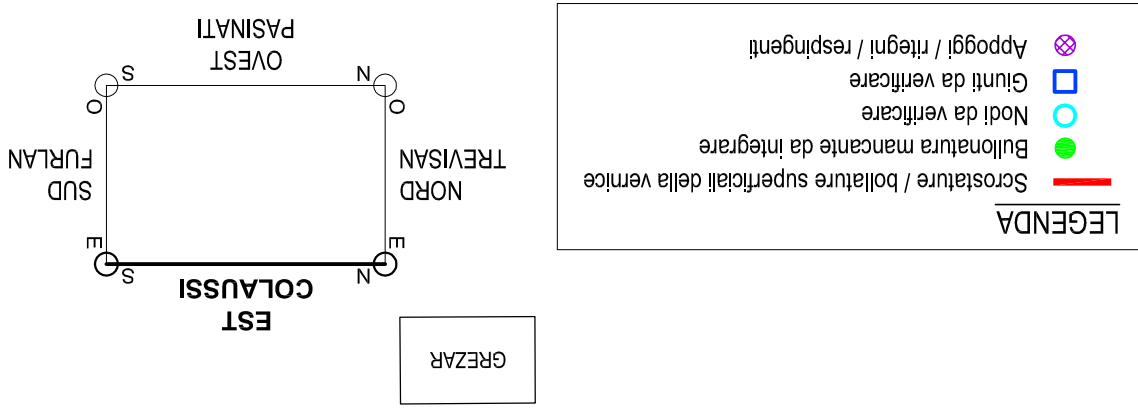 LEGENDA
Scrostature / bollature superficiali della vernice
Bullonatura mancante da integrare
Nodi da verificare
Giunti da verificare
Appoggi / ritegni / respingenti
GREZAR
EST
COLAUSSI
N
S
E
E
NORD
TREVISAN
SUD
FURLAN
O
O
N
S
OVEST
PASINATI